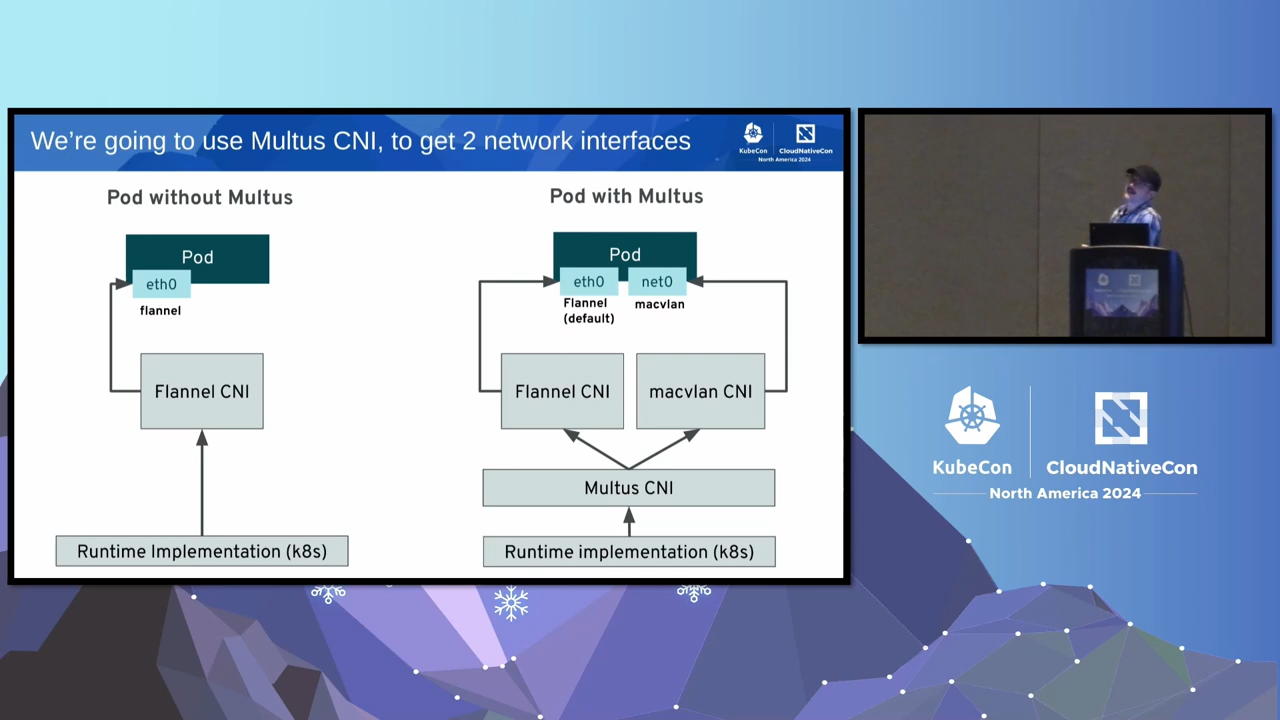 We're going to use Multus CNI, to get 2 network interfaces
KubeCon
CloudNativeCon
North America 2024
Pod without Multus
Pod
eth0
flannel
Flannel CNI
Runtime Implementation (k8s)
Pod with Multus
Pod
eth0
net0
Flannel
(default)
macvlan
Flannel CNI
macvlan CNI
Multus CNI
Runtime implementation (k8s)
KubeCon
CloudNativeCon
North America 2024